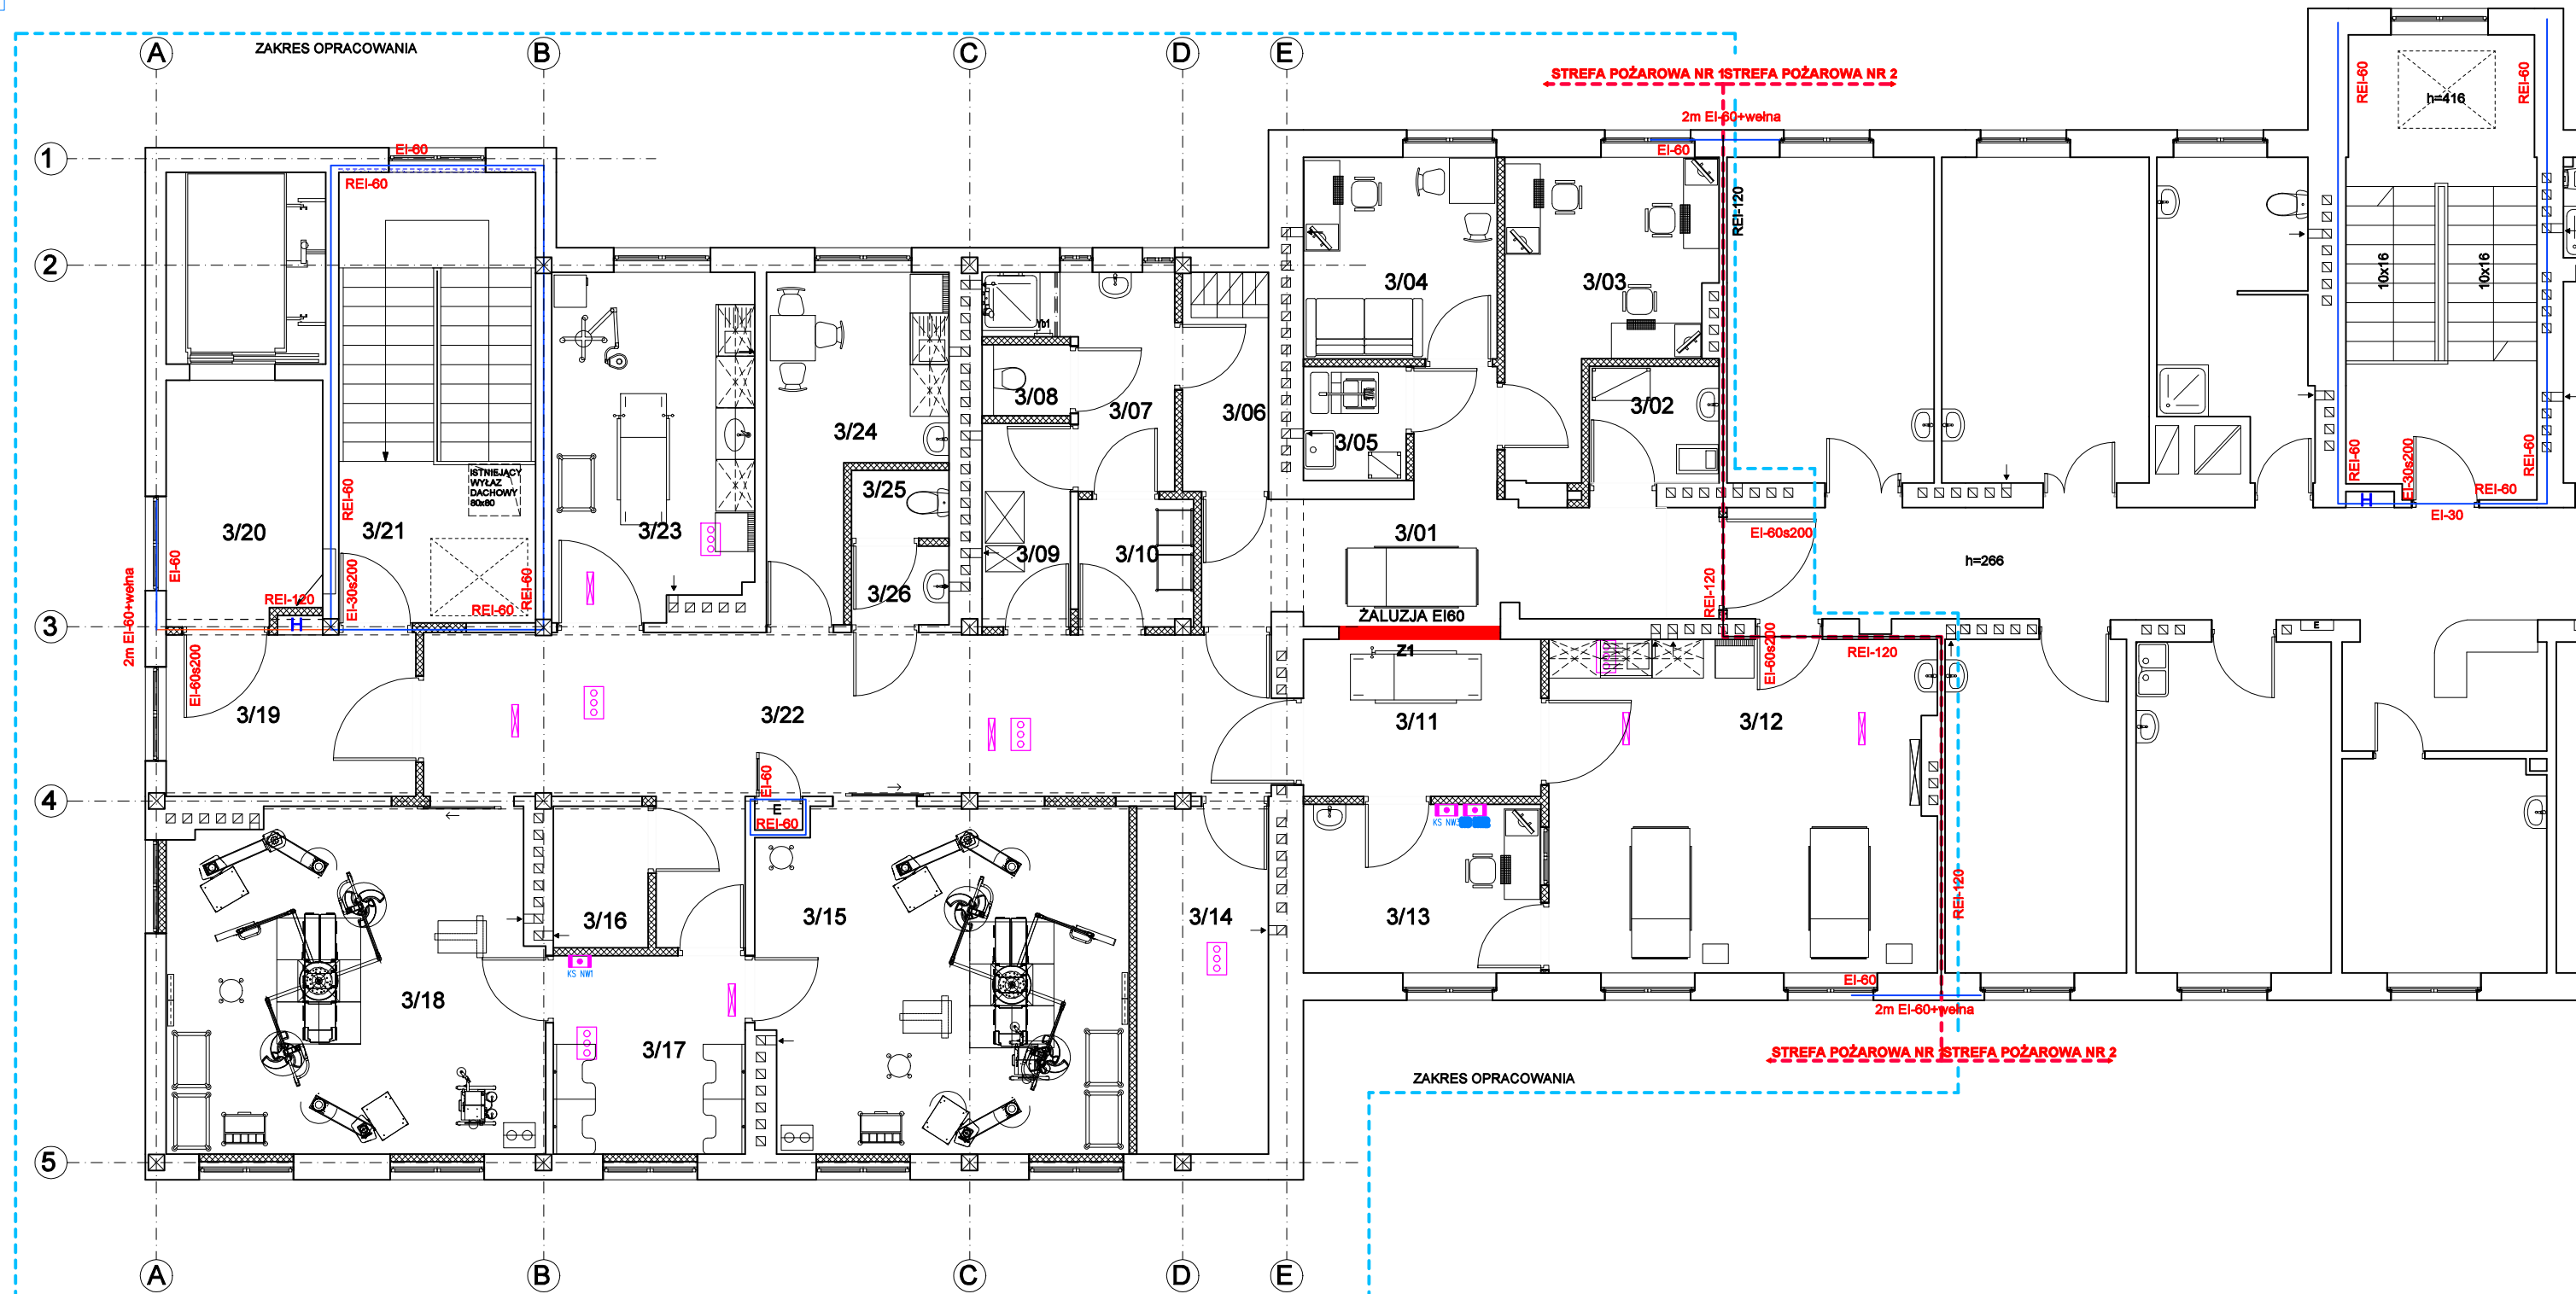 A
B
C
D
E
ZAKRES OPRACOWANIA
STREFA POŻAROWA NR 1
STREFA POŻAROWA NR 2
2m EI-60+wełna
EI-60
REI-60
REI-60
h=416
1
EI-60
REI-60
REI-120
2
3/04
3/03
10x16
10x16
3/08
3/07
3/06
3/02
3/24
3/05
ISTNIEJĄCY
WYŁAZ
DACHOWY
80x80
REI-60
3/25
REI-60
EI-30s200
REI-60
REI-60
H
EI-30
3/20
3/21
3/23
3/09
3/10
3/01
EI-60s200
h=266
EI-60
2m EI-60+wełna
REI-120
H
EI-30s200
REI-60
REI-60
3/26
REI-120
3
ŻALUZJA EI60
Z1
EI-60s200
REI-120
E
EI-60s200
3/19
3/22
3/11
3/12
EI-60
4
E
REI-60
KS NW
3/16
3/15
3/14
3/13
REI-120
KS NW1
3/18
EI-60
2m EI-60+wełna
3/17
STREFA POŻAROWA NR
STREFA POŻAROWA NR 2
ZAKRES OPRACOWANIA
5
A
B
C
D
E